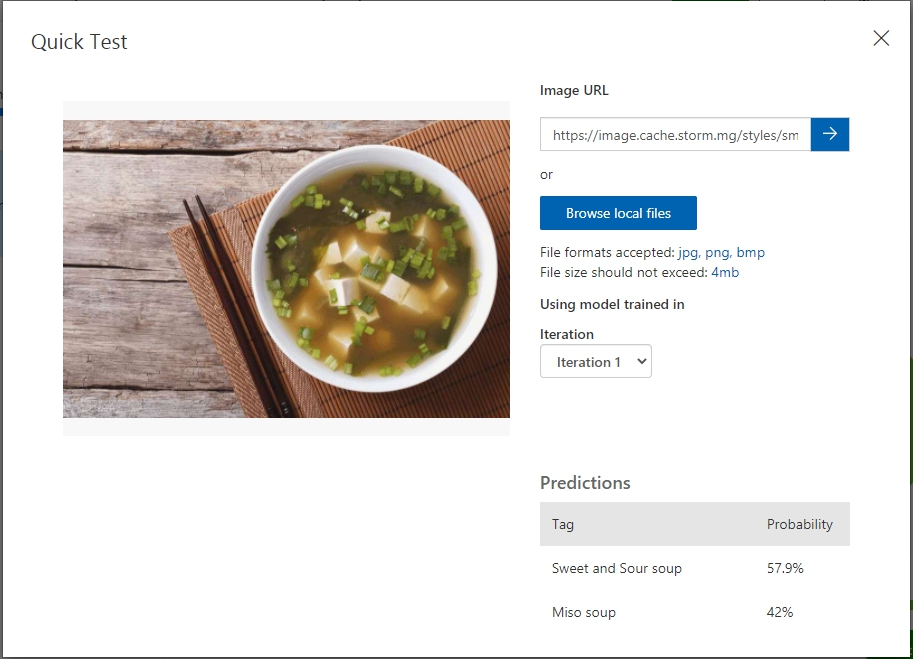 Quick Test
Image URL
https://image.cache.storm.mg/styles/sm
or
Browse local files
File formats accepted: jpg, png, bmp
File size should not exceed: 4mb
Using model trained in
Iteration
Iteration 1
Predictions
Tag Probability
Sweet and Sour soup 57.9%
Miso soup 42%